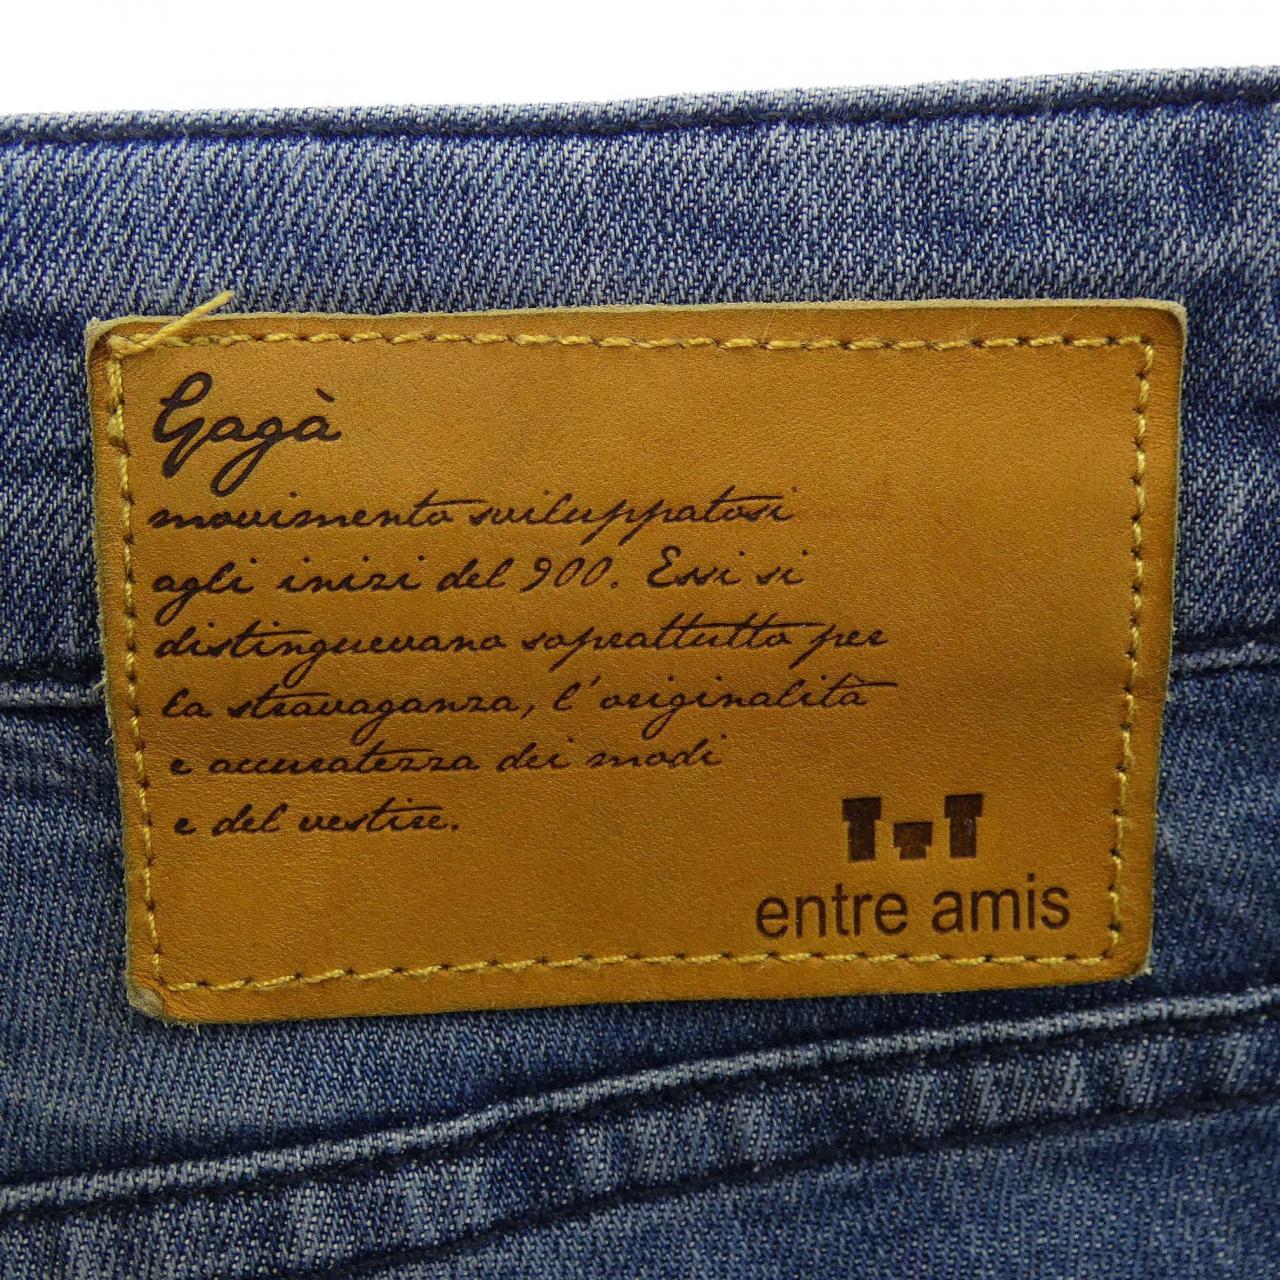 Gagà
movimento sviluppatosi
agli inizi del 900. Essi si
distinguevano soprattutto per
la stravaganza, l'originalità
e accuratezza dei modi
e del vestire.
entre amis